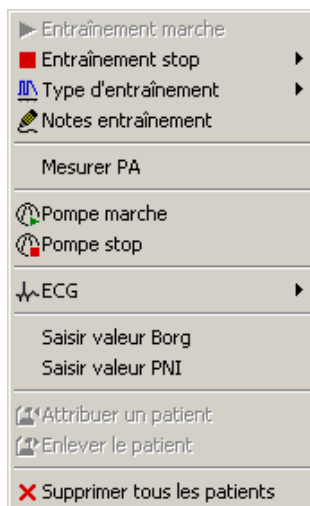 Entraînement marche
Entraînement stop
Type d'entraînement
Notes entraînement
Mesurer PA
Pompe marche
Pompe stop
ECG
Saisir valeur Borg
Saisir valeur PNI
Attribuer un patient
Enlever le patient
Supprimer tous les patients